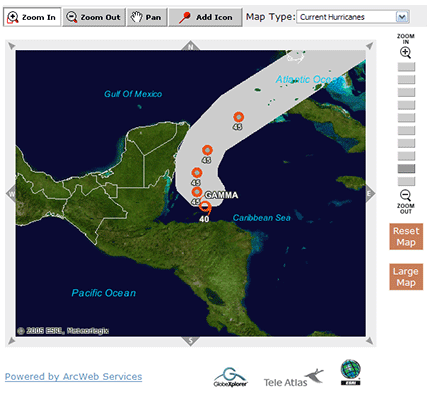 Zoom In Zoom Out Pan Add Icon Map Type: Current Hurricanes
ZOOM IN
N
Atlantic Ocean
Gulf Of Mexico
45
45
45
GAMMA
45
40
W
E
Caribbean Sea
ZOOM OUT
Reset Map
Large Map
Pacific Ocean
© 2005 ESRI, Meteorlogix
S
Powered by ArcWeb Services
GlobeXplorer
Tele Atlas
ESRI